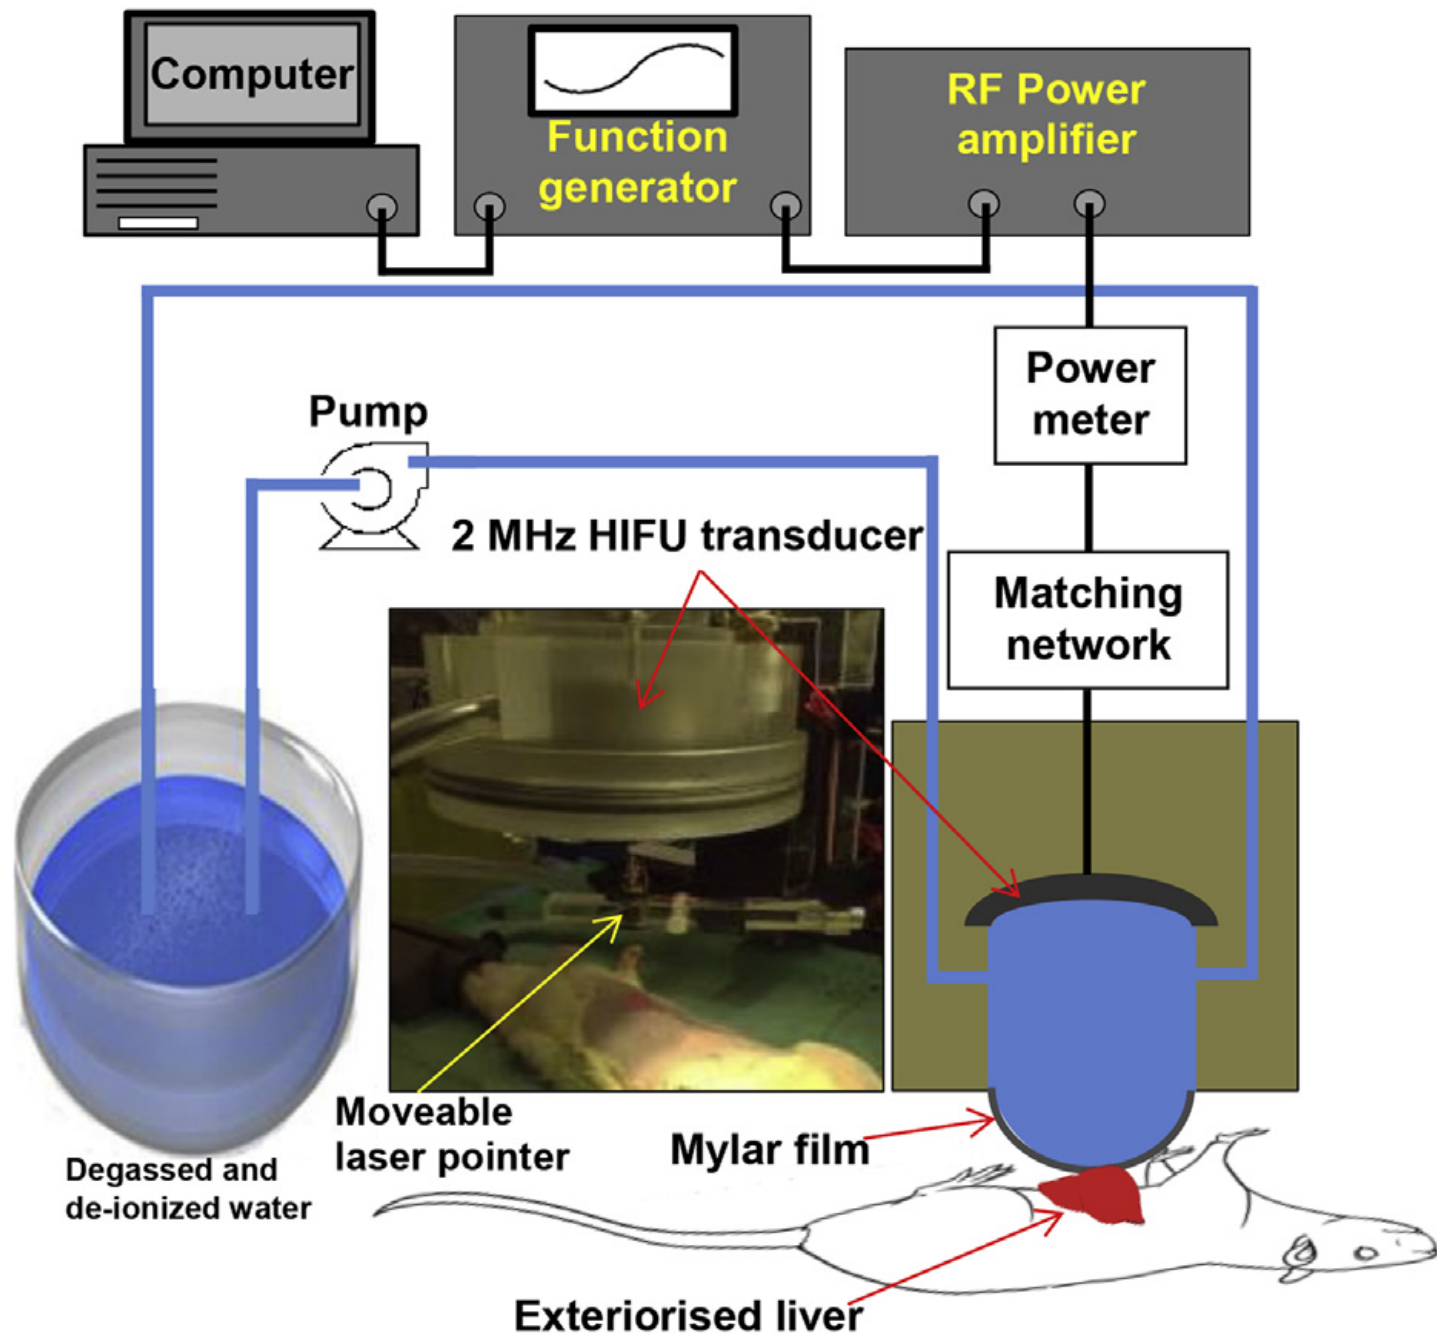 Computer
Function
generator
RF Power
amplifier
Power
meter
Pump
2 MHz HIFU transducer
Matching
network
Moveable
laser pointer
Mylar film
Degassed and
de-ionized water
Exteriorised liver